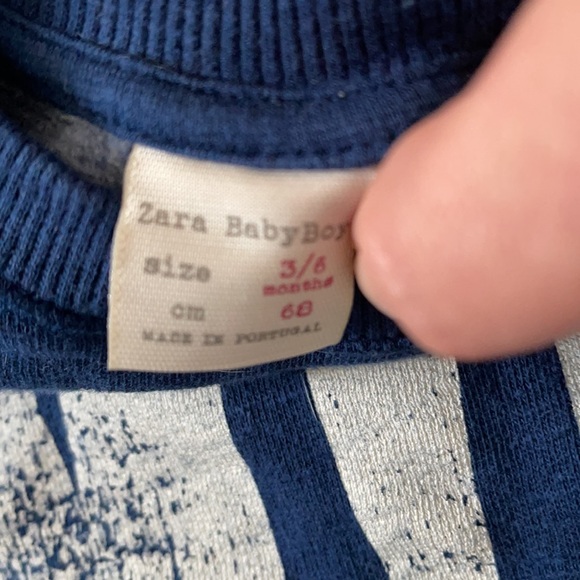 Zara BabyBoy
size 3/6
months
cm 68
MADE IN PORTUGAL